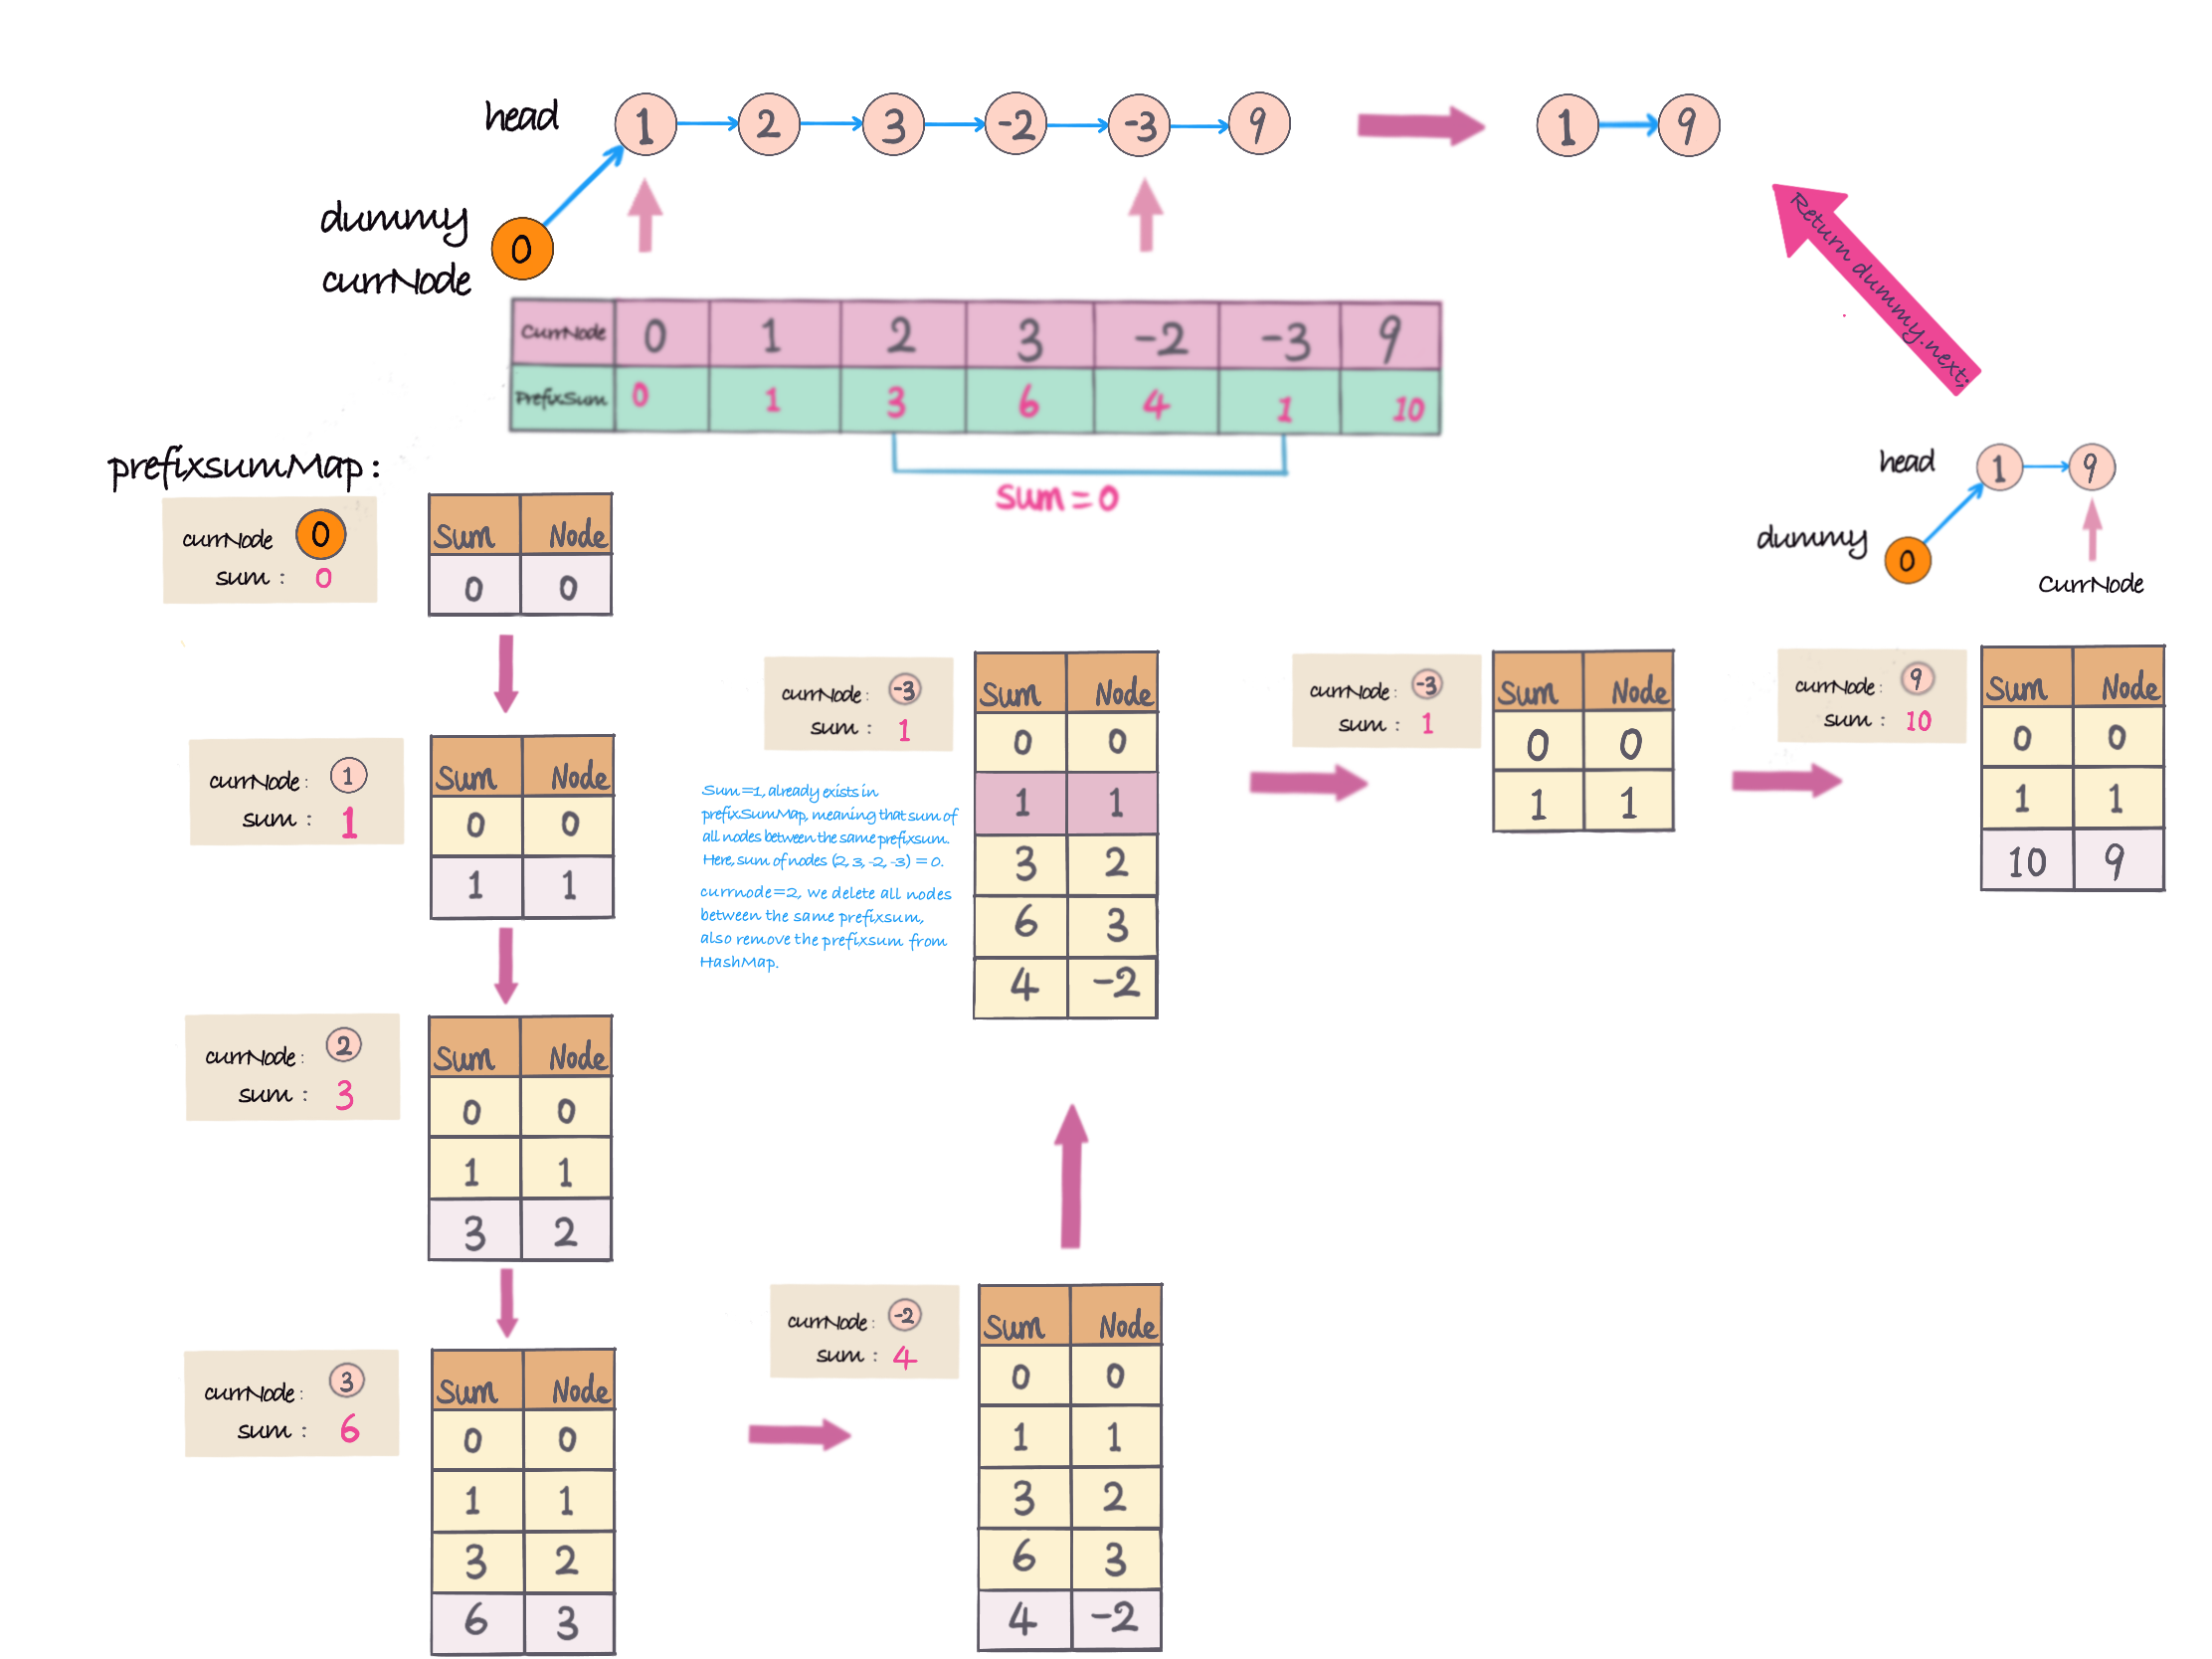 head 1 2 3 -2 -3 9 1 9
dummy
0
currNode
Return dummy.next;
CurrNode 0 1 2 3 -2 -3 9
PrefixSum 0 1 3 6 4 1 10
sum = 0
prefixsumMap:
currNode 0
sum : 0
Sum Node
0 0
currNode: 1
sum : 1
Sum Node
0 0
1 1
currNode: 2
sum : 3
Sum Node
0 0
1 1
3 2
currNode: 3
sum : 6
Sum Node
0 0
1 1
3 2
6 3
currNode: -2
sum : 4
Sum Node
0 0
1 1
3 2
6 3
4 -2
currNode: -3
sum : 1
Sum=1, already exists in
prefixSumMap, meaning that sum of
all nodes between the same prefixsum.
Here, sum of nodes (2, 3, -2, -3) = 0.
currnode=2, we delete all nodes
between the same prefixsum,
also remove the prefixsum from
HashMap.
Sum Node
0 0
1 1
3 2
6 3
4 -2
currNode: -3
sum : 1
Sum Node
0 0
1 1
currNode: 9
sum : 10
Sum Node
0 0
1 1
10 9
head 1 9
dummy 0
CurrNode